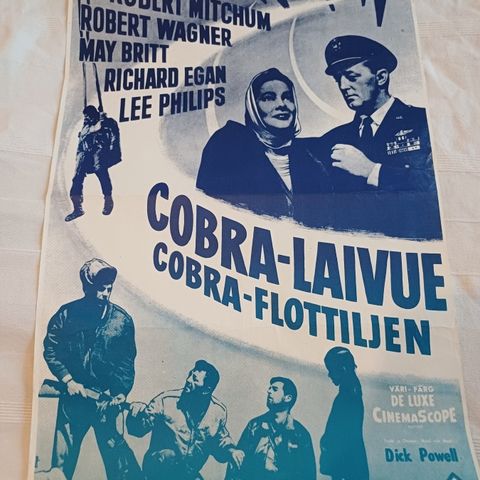 ROBERT MITCHUM
ROBERT WAGNER
MAY BRITT
RICHARD EGAN
LEE PHILIPS
COBRA-LAIVUE
COBRA-FLOTTILJEN
VÄRI - FÄRG
DE LUXE
CINEMASCOPE
Dick Powell